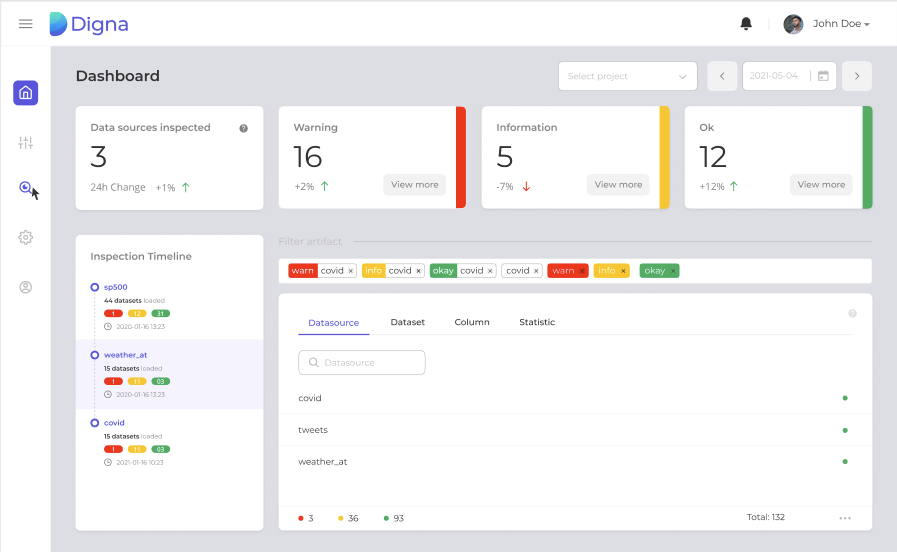 Digna
John Doe
Dashboard
Select project
2021-05-04
Data sources inspected
3
24h Change +1%
Warning
16
+2%
View more
Information
5
-7%
View more
Ok
12
+12%
View more
Inspection Timeline
sp500
44 datasets loaded
1 12 31
2020-01-16 13:23
weather_at
15 datasets loaded
1 11 03
2020-01-16 13:23
covid
15 datasets loaded
1 11 03
2021-01-16 10:23
Filter artifact
warn covid × info covid × okay covid × covid × warn × info × okay ×
Datasource Dataset Column Statistic
Datasource
covid
tweets
weather_at
3 36 93
Total: 132